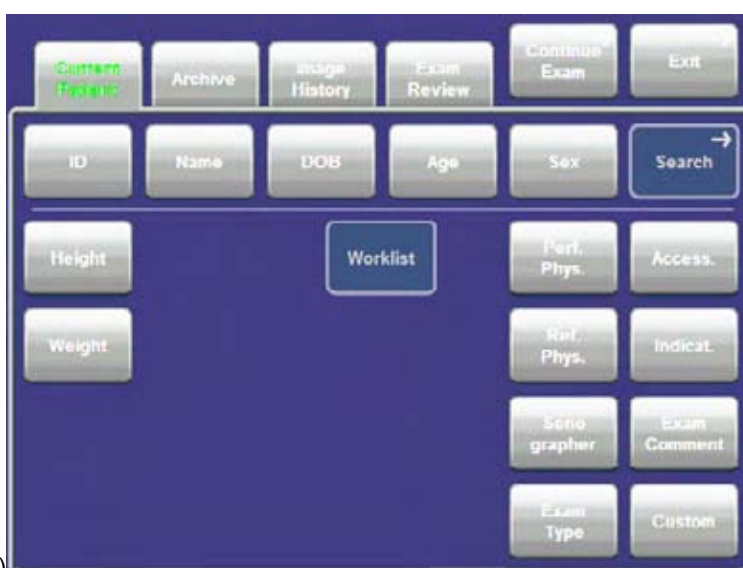 Current
Patient
Archive
Image
History
Exam
Review
Continue
Exam
Exit
ID
Name
DOB
Age
Sex
Search
Height
Worklist
Perf.
Phys.
Access.
Weight
Ref.
Phys.
Indicat.
Sono
grapher
Exam
Comment
Exam
Type
Custom
)